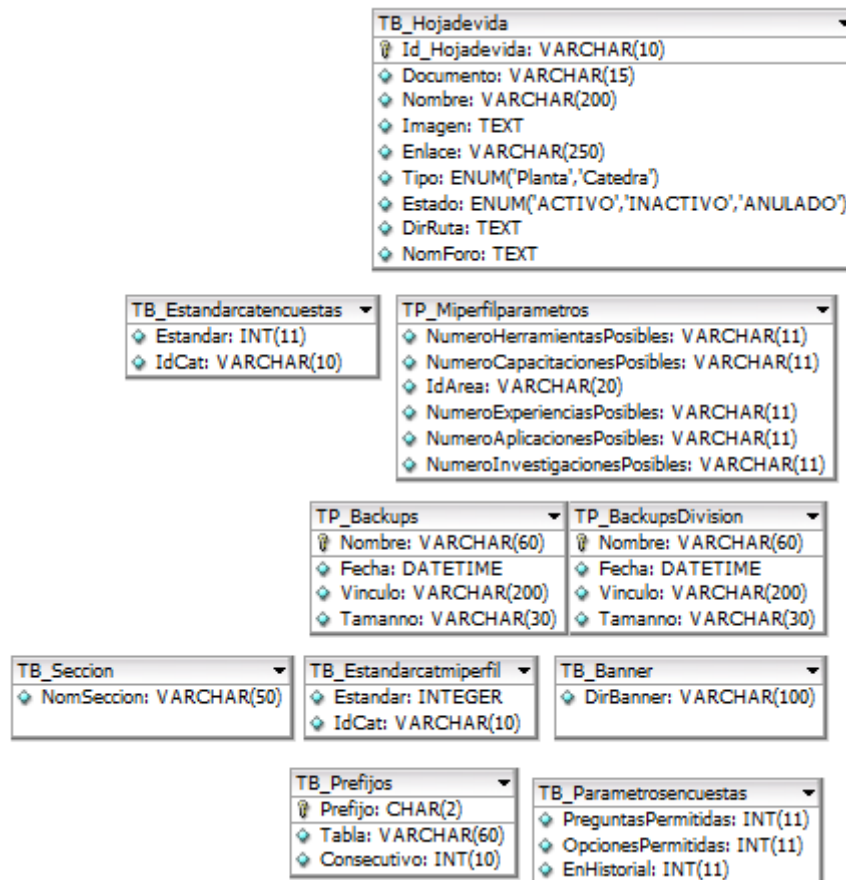 TB_Hojadevida
Id_Hojadevida: VARCHAR(10)
Documento: VARCHAR(15)
Nombre: VARCHAR(200)
Imagen: TEXT
Enlace: VARCHAR(250)
Tipo: ENUM('Planta','Catedra')
Estado: ENUM('ACTIVO','INACTIVO','ANULADO')
DirRuta: TEXT
NomForo: TEXT
TB_Estandarcatencuestas
Estandar: INT(11)
IdCat: VARCHAR(10)
TP_Miperfilparametros
NumeroHerramientasPosibles: VARCHAR(11)
NumeroCapacitacionesPosibles: VARCHAR(11)
IdArea: VARCHAR(20)
NumeroExperienciasPosibles: VARCHAR(11)
NumeroAplicacionesPosibles: VARCHAR(11)
NumeroInvestigacionesPosibles: VARCHAR(11)
TP_Backups
Nombre: VARCHAR(60)
Fecha: DATETIME
Vinculo: VARCHAR(200)
Tamanno: VARCHAR(30)
TP_BackupsDivision
Nombre: VARCHAR(60)
Fecha: DATETIME
Vinculo: VARCHAR(200)
Tamanno: VARCHAR(30)
TB_Seccion
NomSeccion: VARCHAR(50)
TB_Estandarcatmiperfil
Estandar: INTEGER
IdCat: VARCHAR(10)
TB_Banner
DirBanner: VARCHAR(100)
TB_Prefijos
Prefijo: CHAR(2)
Tabla: VARCHAR(60)
Consecutivo: INT(10)
TB_Parametrosencuestas
PreguntasPermitidas: INT(11)
OpcionesPermitidas: INT(11)
EnHistorial: INT(11)